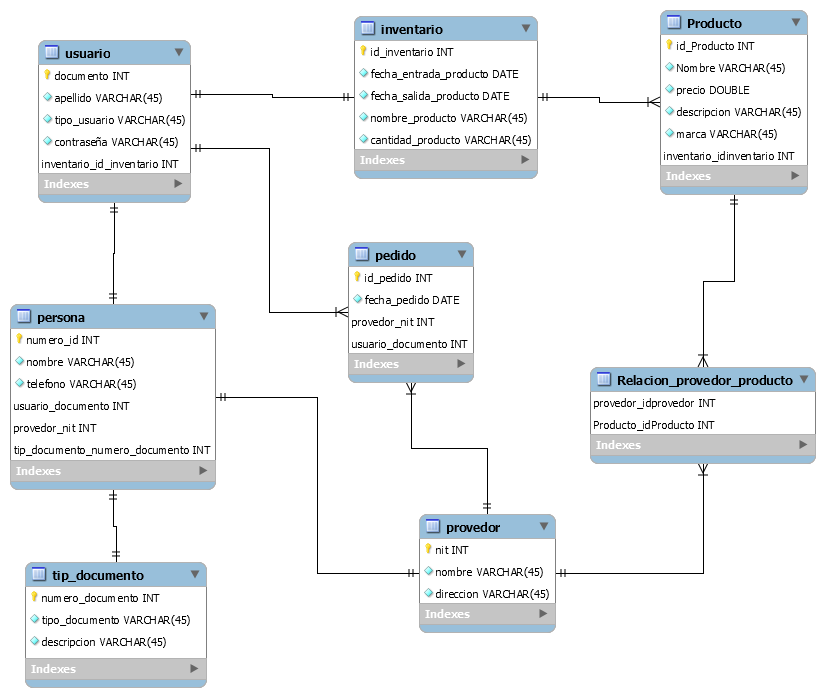 usuario
documento INT
apellido VARCHAR(45)
tipo_usuario VARCHAR(45)
contraseña VARCHAR(45)
inventario_id_inventario INT
Indexes
inventario
id_inventario INT
fecha_entrada_producto DATE
fecha_salida_producto DATE
nombre_producto VARCHAR(45)
cantidad_producto VARCHAR(45)
Indexes
Producto
id_Producto INT
Nombre VARCHAR(45)
precio DOUBLE
descripcion VARCHAR(45)
marca VARCHAR(45)
inventario_idinventario INT
Indexes
pedido
id_pedido INT
fecha_pedido DATE
provedor_nit INT
usuario_documento INT
Indexes
persona
numero_id INT
nombre VARCHAR(45)
telefono VARCHAR(45)
usuario_documento INT
provedor_nit INT
tip_documento_numero_documento INT
Indexes
Relacion_provedor_producto
provedor_idprovedor INT
Producto_idProducto INT
Indexes
provedor
nit INT
nombre VARCHAR(45)
direccion VARCHAR(45)
Indexes
tip_documento
numero_documento INT
tipo_documento VARCHAR(45)
descripcion VARCHAR(45)
Indexes